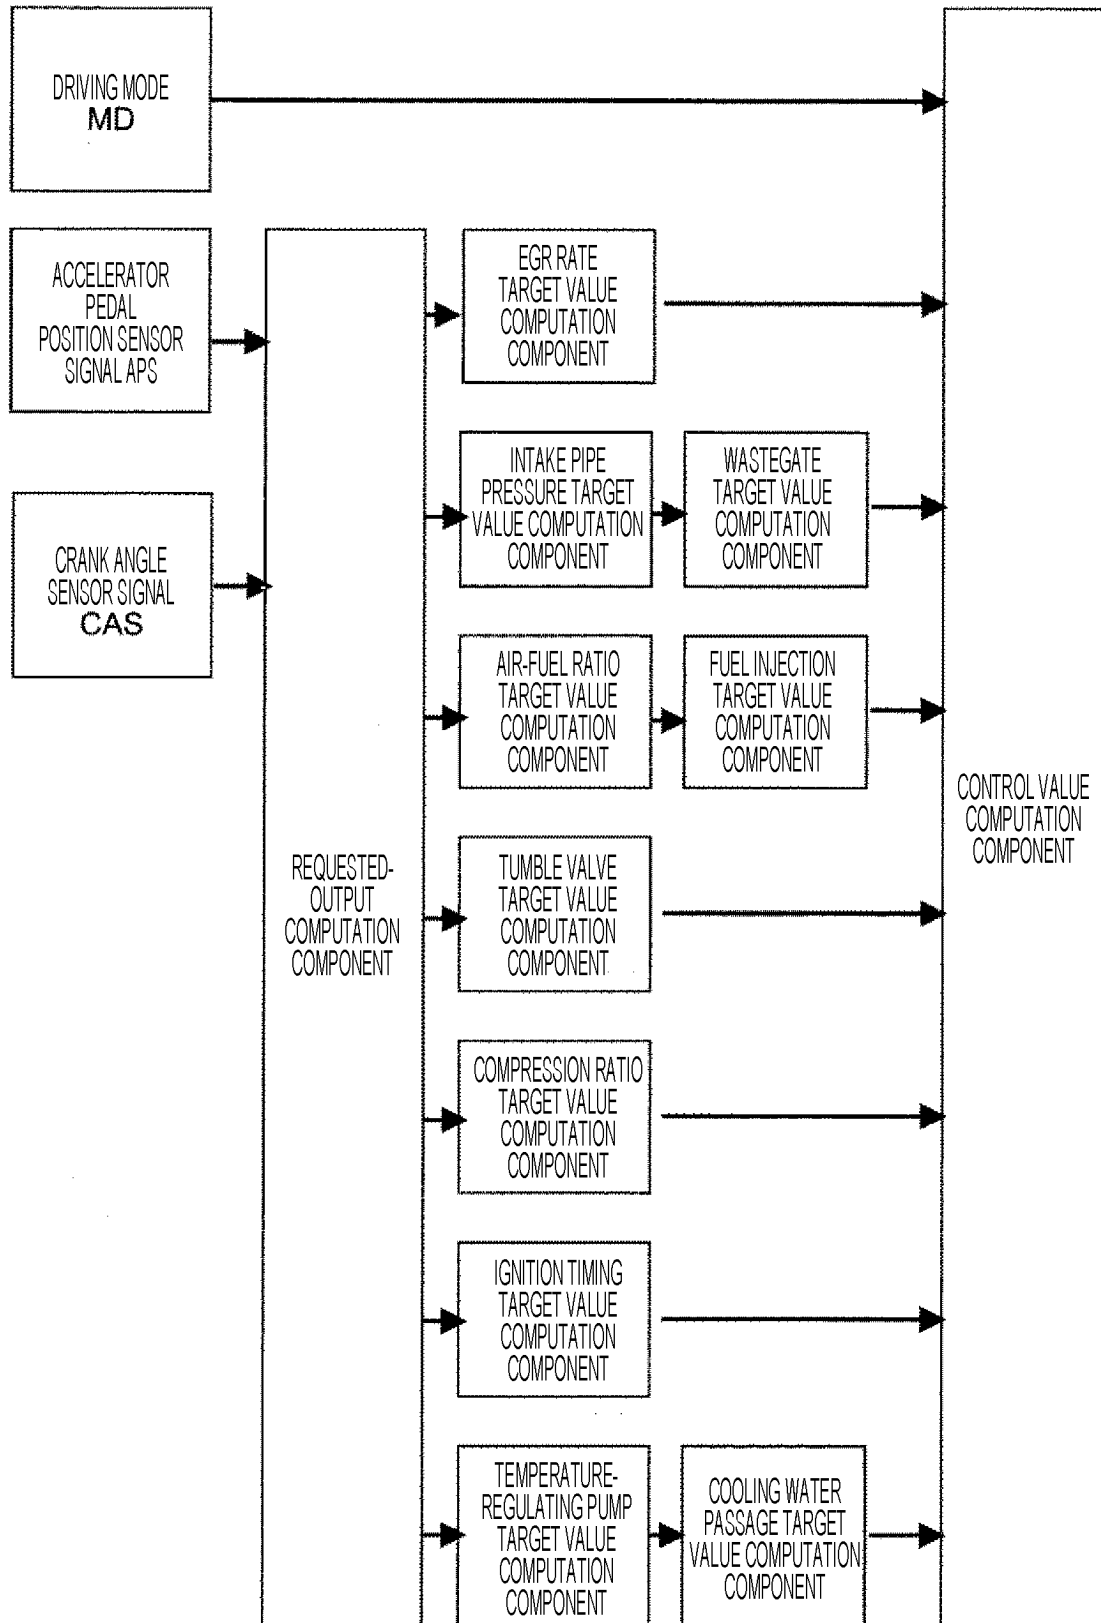 DRIVING MODE
MD
ACCELERATOR
PEDAL
POSITION SENSOR
SIGNAL APS
CRANK ANGLE
SENSOR SIGNAL
CAS
REQUESTED-
OUTPUT
COMPUTATION
COMPONENT
EGR RATE
TARGET VALUE
COMPUTATION
COMPONENT
INTAKE PIPE
PRESSURE TARGET
VALUE COMPUTATION
COMPONENT
WASTEGATE
TARGET VALUE
COMPUTATION
COMPONENT
AIR-FUEL RATIO
TARGET VALUE
COMPUTATION
COMPONENT
FUEL INJECTION
TARGET VALUE
COMPUTATION
COMPONENT
TUMBLE VALVE
TARGET VALUE
COMPUTATION
COMPONENT
COMPRESSION RATIO
TARGET VALUE
COMPUTATION
COMPONENT
IGNITION TIMING
TARGET VALUE
COMPUTATION
COMPONENT
TEMPERATURE-
REGULATING PUMP
TARGET VALUE
COMPUTATION
COMPONENT
COOLING WATER
PASSAGE TARGET
VALUE COMPUTATION
COMPONENT
CONTROL VALUE
COMPUTATION
COMPONENT